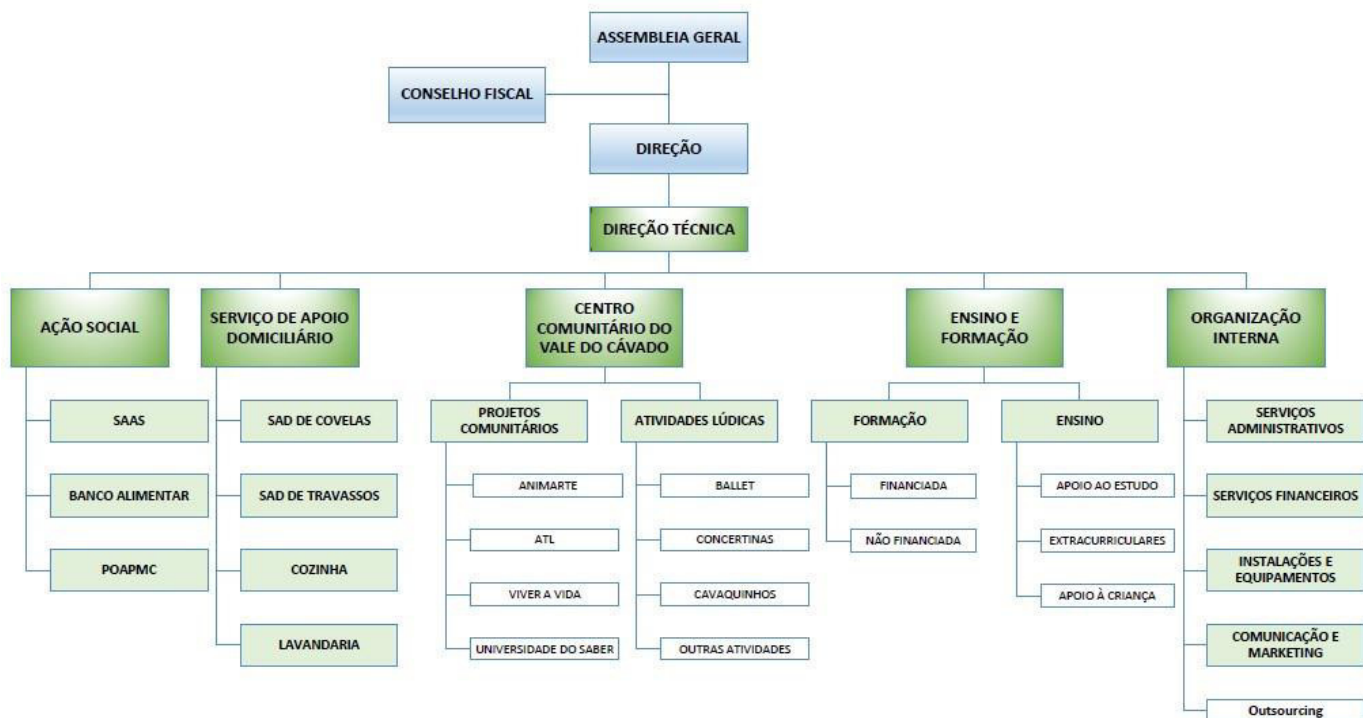 ASSEMBLEIA GERAL
CONSELHO FISCAL
DIREÇÃO
DIREÇÃO TÉCNICA
AÇÃO SOCIAL
SAAS
BANCO ALIMENTAR
POAPMC
SERVIÇO DE APOIO
DOMICILIÁRIO
SAD DE COVELAS
SAD DE TRAVASSOS
COZINHA
LAVANDARIA
CENTRO
COMUNITÁRIO DO
VALE DO CÁVADO
PROJETOS
COMUNITÁRIOS
ANIMARTE
ATL
VIVER A VIDA
UNIVERSIDADE DO SABER
ATIVIDADES LÚDICAS
BALLET
CONCERTINAS
CAVAQUINHOS
OUTRAS ATIVIDADES
ENSINO E
FORMAÇÃO
FORMAÇÃO
FINANCIADA
NÃO FINANCIADA
ENSINO
APOIO AO ESTUDO
EXTRACURRICULARES
APOIO À CRIANÇA
ORGANIZAÇÃO
INTERNA
SERVIÇOS
ADMINISTRATIVOS
SERVIÇOS FINANCEIROS
INSTALAÇÕES E
EQUIPAMENTOS
COMUNICAÇÃO E
MARKETING
Outsourcing